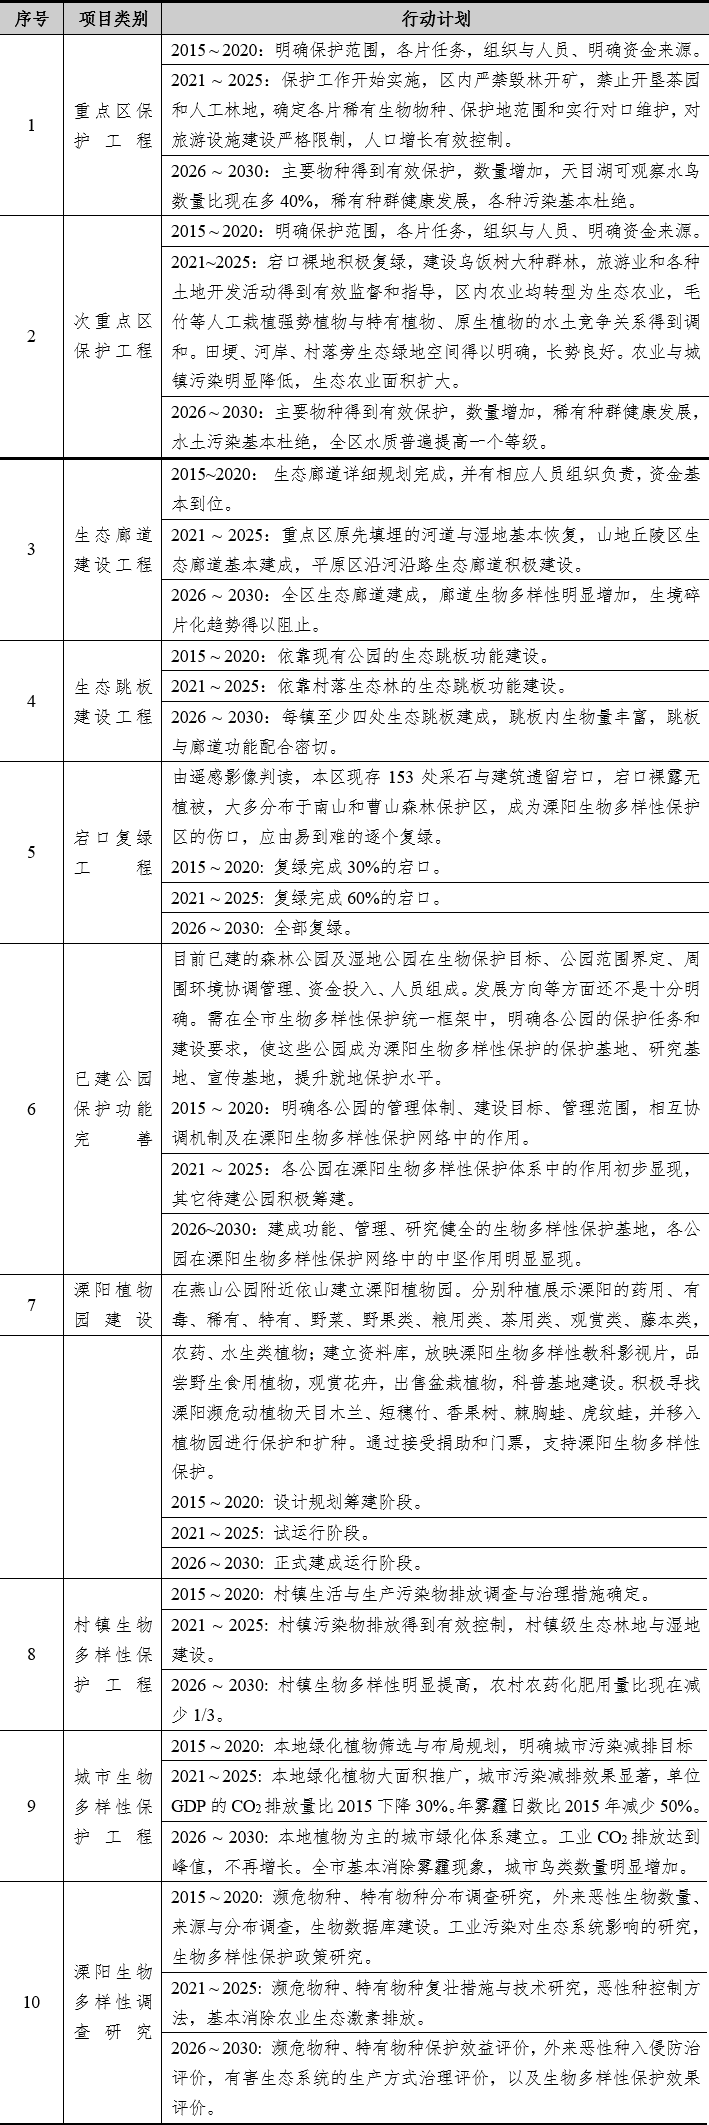 序号 项目类别 行动计划
2015～2020：明确保护范围，各片任务，组织与人员、明确资金来源。
1
重点区保
护工程
2021～2025：保护工作开始实施，区内严禁毁林开矿，禁止开垦茶园
和人工林地，确定各片稀有生物物种、保护地范围和实行对口维护，对
旅游设施建设严格限制，人口增长有效控制。
2026～2030：主要物种得到有效保护，数量增加，天目湖可观察水鸟
数量比现在多40%，稀有种群健康发展，各种污染基本杜绝。
2015～2020：明确保护范围，各片任务，组织与人员、明确资金来源。
2
次重点区
保护工程
2021~2025：宕口裸地积极复绿，建设乌饭树大种群林，旅游业和各种
土地开发活动得到有效监督和指导，区内农业均转型为生态农业，毛
竹等人工栽植强势植物与特有植物、原生植物的水土竞争关系得到调
和。田埂、河岸、村落旁生态绿地空间得以明确，长势良好。农业与城
镇污染明显降低，生态农业面积扩大。
2026～2030：主要物种得到有效保护，数量增加，稀有种群健康发展，
水土污染基本杜绝，全区水质普遍提高一个等级。
2015~2020： 生态廊道详细规划完成，并有相应人员组织负责，资金基
本到位。
3
生态廊道
建设工程
2021～2025：重点区原先填埋的河道与湿地基本恢复，山地丘陵区生
态廊道基本建成，平原区沿河沿路生态廊道积极建设。
2026～2030：全区生态廊道建成，廊道生物多样性明显增加，生境碎
片化趋势得以阻止。
2015～2020：依靠现有公园的生态跳板功能建设。
4
生态跳板
建设工程
2021～2025：依靠村落生态林的生态跳板功能建设。
2026～2030：每镇至少四处生态跳板建成，跳板内生物量丰富，跳板
与廊道功能配合密切。
5
宕口复绿
工程
由遥感影像判读，本区现存153处采石与建筑遗留宕口，宕口裸露无
植被，大多分布于南山和曹山森林保护区，成为溧阳生物多样性保护
区的伤口，应由易到难的逐个复绿。
2015～2020: 复绿完成30%的宕口。
2021～2025: 复绿完成60%的宕口。
2026～2030: 全部复绿。
6
已建公园
保护功能
完善
目前已建的森林公园及湿地公园在生物保护目标、公园范围界定、周
围环境协调管理、资金投入、人员组成。发展方向等方面还不是十分明
确。需在全市生物多样性保护统一框架中，明确各公园的保护任务和
建设要求，使这些公园成为溧阳生物多样性保护的保护基地、研究基
地、宣传基地，提升就地保护水平。
2015～2020：明确各公园的管理体制、建设目标、管理范围，相互协
调机制及在溧阳生物多样性保护网络中的作用。
2021～2025：各公园在溧阳生物多样性保护体系中的作用初步显现，
其它待建公园积极筹建。
2026~2030：建成功能、管理、研究健全的生物多样性保护基地，各公
园在溧阳生物多样性保护网络中的中坚作用明显显现。
7
溧阳植物
园建设
在燕山公园附近依山建立溧阳植物园。分别种植展示溧阳的药用、有
毒、稀有、特有、野菜、野果类、粮用类、茶用类、观赏类、藤本类，
农药、水生类植物；建立资料库，放映溧阳生物多样性教科影视片，品
尝野生食用植物，观赏花卉，出售盆栽植物，科普基地建设。积极寻找
溧阳濒危动植物天目木兰、短穗竹、香果树、棘胸蛙、虎纹蛙，并移入
植物园进行保护和扩种。通过接受捐助和门票，支持溧阳生物多样性
保护。
2015～2020: 设计规划筹建阶段。
2021～2025: 试运行阶段。
2026～2030: 正式建成运行阶段。
2015～2020: 村镇生活与生产污染物排放调查与治理措施确定。
8
村镇生物
多样性保
护工程
2021～2025: 村镇污染物排放得到有效控制，村镇级生态林地与湿地
建设。
2026～2030: 村镇生物多样性明显提高，农村农药化肥用量比现在减
少1/3。
2015～2020: 本地绿化植物筛选与布局规划，明确城市污染减排目标
9
城市生物
多样性保
护工程
2021～2025: 本地绿化植物大面积推广，城市污染减排效果显著，单位
GDP的CO2排放量比2015下降30%。年雾霾日数比2015年减少50%。
2026～2030: 本地植物为主的城市绿化体系建立。工业CO2排放达到
峰值，不再增长。全市基本消除雾霾现象，城市鸟类数量明显增加。
10
溧阳生物
多样性调
查研究
2015～2020: 濒危物种、特有物种分布调查研究，外来恶性生物数量、
来源与分布调查，生物数据库建设。工业污染对生态系统影响的研究，
生物多样性保护政策研究。
2021～2025: 濒危物种、特有物种复壮措施与技术研究，恶性种控制方
法，基本消除农业生态激素排放。
2026～2030: 濒危物种、特有物种保护效益评价，外来恶性种入侵防治
评价，有害生态系统的生产方式治理评价，以及生物多样性保护效果
评价。